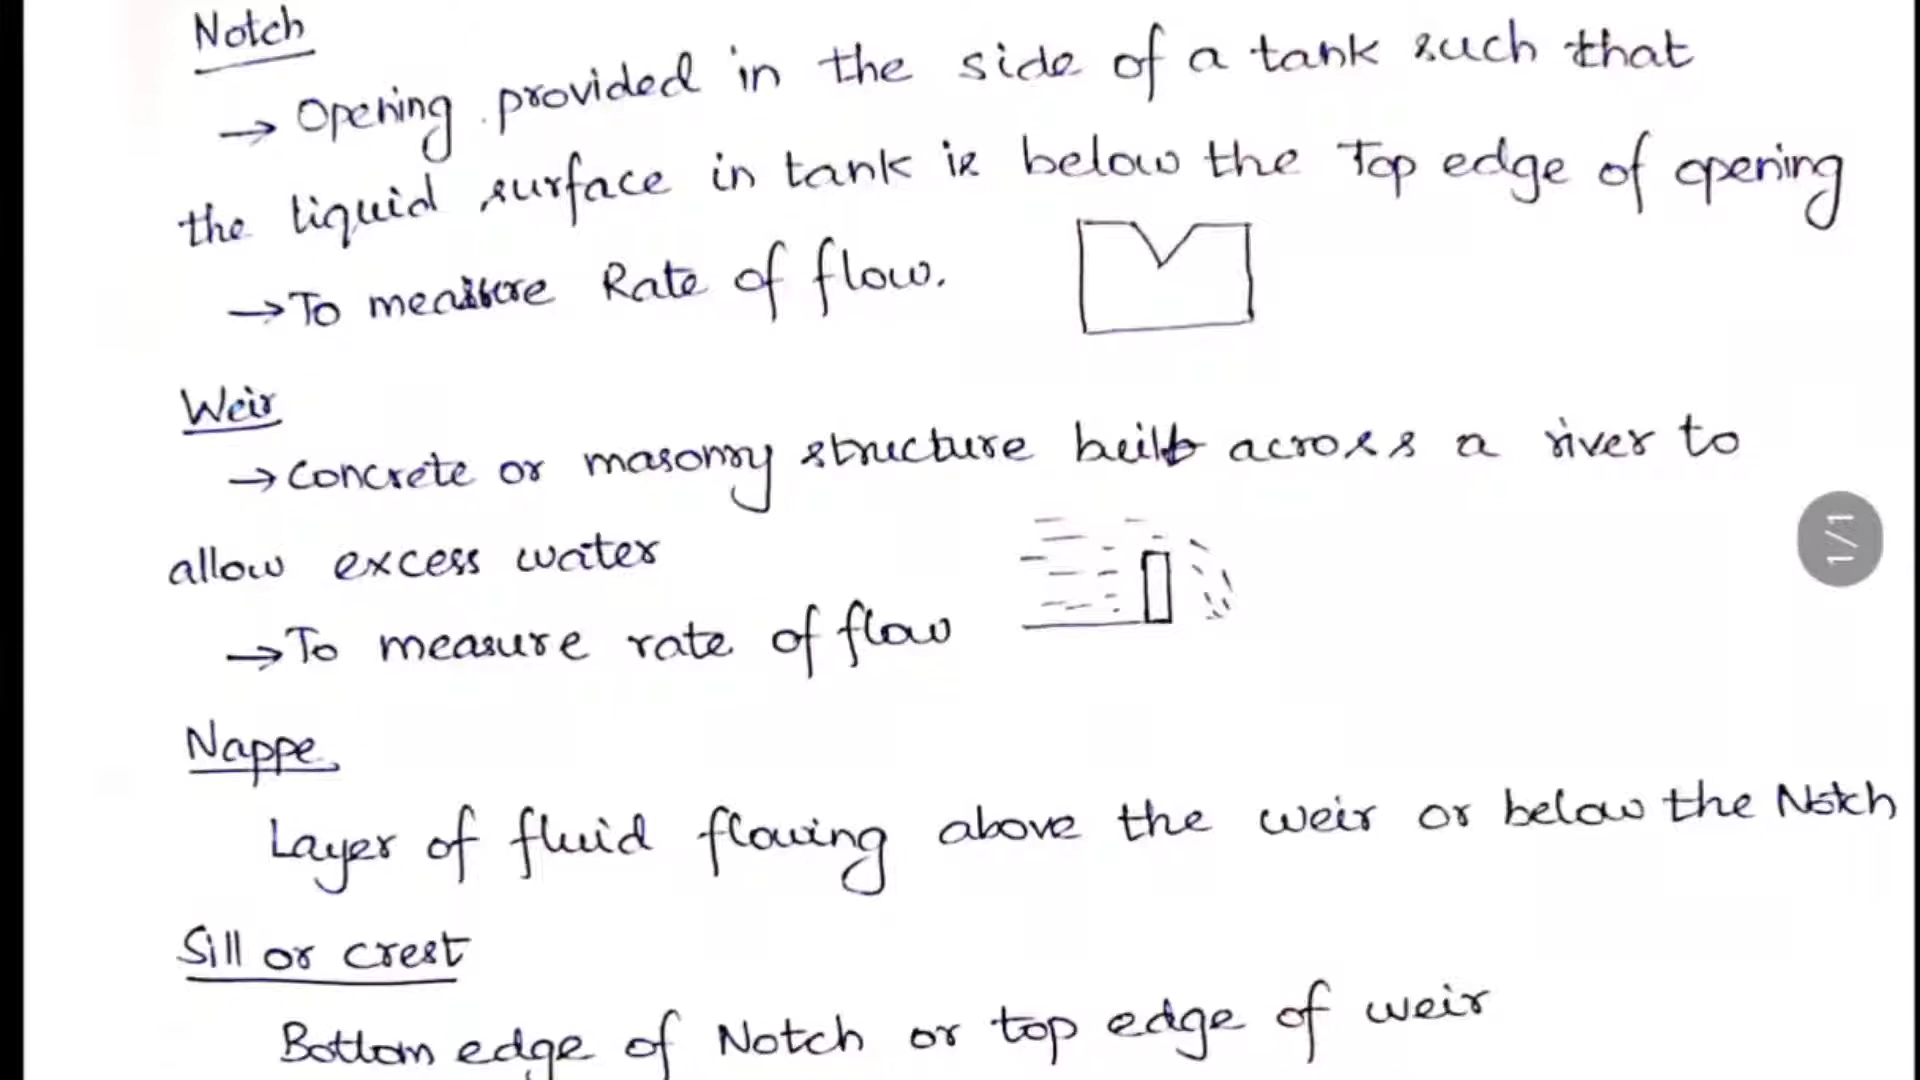 Notch
→ Opening provided in the side of a tank such that
the liquid surface in tank is below the Top edge of opening
→ To measure Rate of flow.
Weir
→ Concrete or masonry structure built across a river to
allow excess water
→ To measure rate of flow
1/1
Nappe
Layer of fluid flowing above the weir or below the Notch
Sill or crest
Bottom edge of Notch or top edge of weir